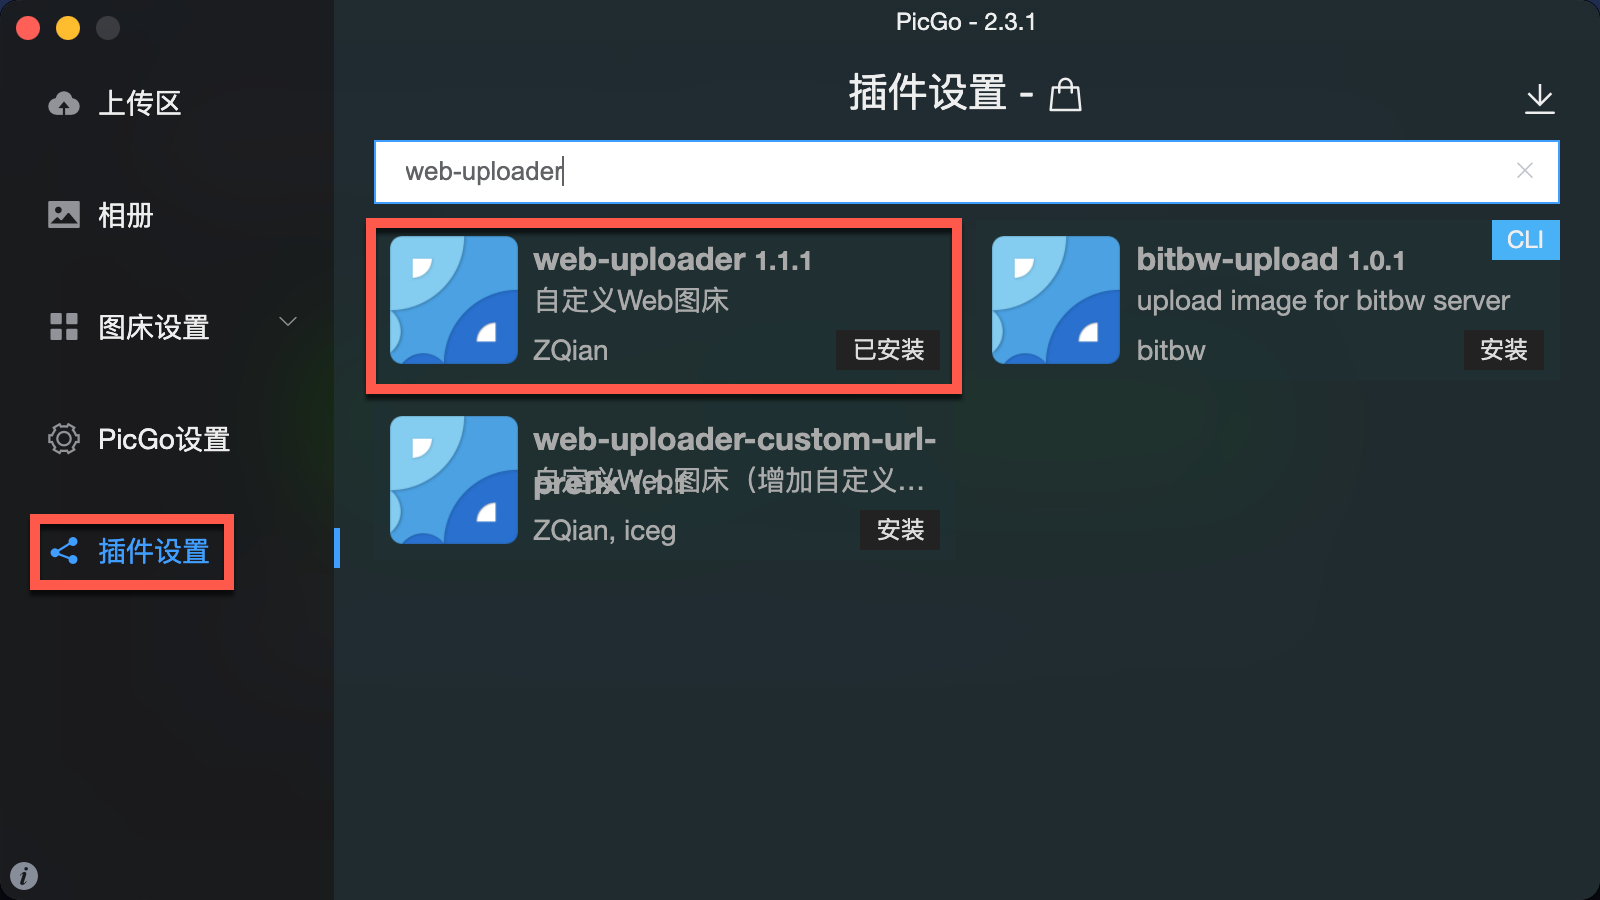 PicGo - 2.3.1
上传区
相册
图床设置
PicGo设置
插件设置
插件设置 -
web-uploader
web-uploader 1.1.1
自定义Web图床
ZQian
已安装
CLI
bitbw-upload 1.0.1
upload image for bitbw server
bitbw
安装
web-uploader-custom-url-
prefix 1.1.1
自定义Web图床（增加自定义...
ZQian, iceg
安装